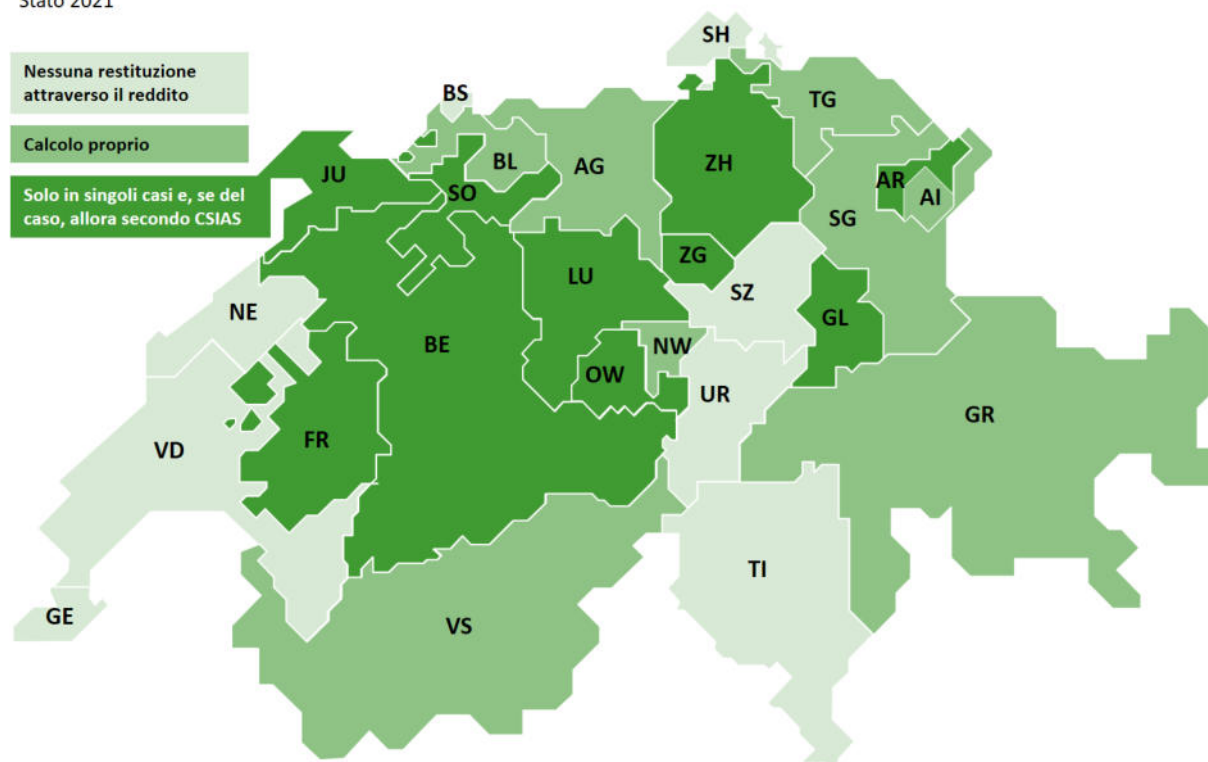 Stato 2021
Nessuna restituzione
attraverso il reddito
Calcolo proprio
Solo in singoli casi e, se del
caso, allora secondo CSIAS
SH
BS
TG
JU
SO
BL
AG
ZH
AR
AI
SG
ZG
LU
SZ
NE
GL
BE
NW
OW
UR
GR
FR
VD
TI
GE
VS